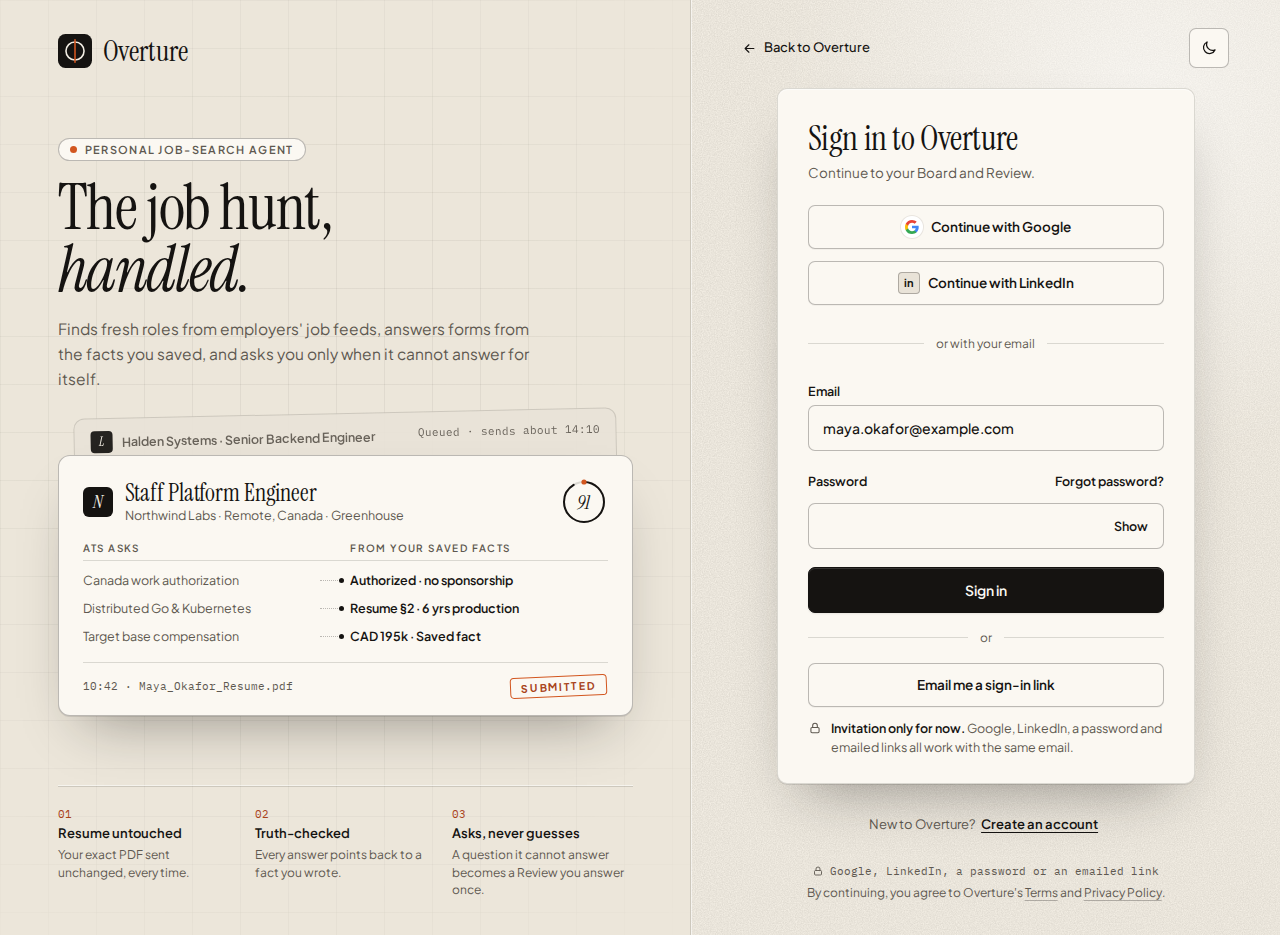 Overture
PERSONAL JOB-SEARCH AGENT
The job hunt,
handled.
Finds fresh roles from employers' job feeds, answers forms from
the facts you saved, and asks you only when it cannot answer for
itself.
L
Halden Systems · Senior Backend Engineer
Queued · sends about 14:10
N
Staff Platform Engineer
Northwind Labs · Remote, Canada · Greenhouse
91
ATS ASKS
FROM YOUR SAVED FACTS
Canada work authorization
Authorized · no sponsorship
Distributed Go & Kubernetes
Resume §2 · 6 yrs production
Target base compensation
CAD 195k · Saved fact
10:42 · Maya_Okafor_Resume.pdf
SUBMITTED
01
Resume untouched
Your exact PDF sent
unchanged, every time.
02
Truth-checked
Every answer points back to a
fact you wrote.
03
Asks, never guesses
A question it cannot answer
becomes a Review you answer
once.
← Back to Overture
Sign in to Overture
Continue to your Board and Review.
Continue with Google
in Continue with LinkedIn
or with your email
Email
maya.okafor@example.com
Password
Forgot password?
Show
Sign in
or
Email me a sign-in link
Invitation only for now. Google, LinkedIn, a password and
emailed links all work with the same email.
New to Overture? Create an account
Google, LinkedIn, a password or an emailed link
By continuing, you agree to Overture's Terms and Privacy Policy.